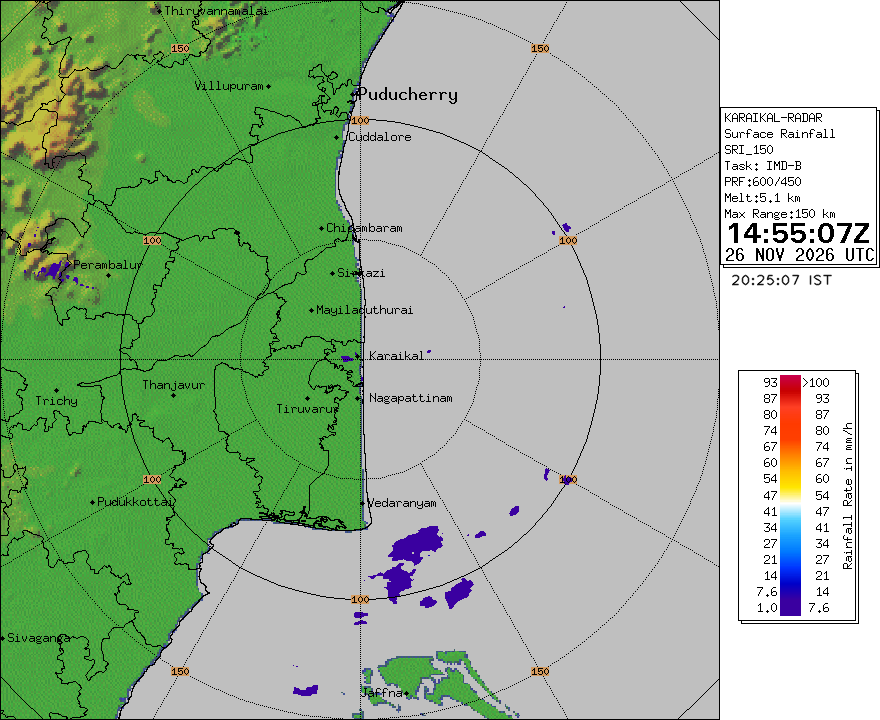 Thiruvannamalai
150
150
Villupuram
Puducherry
100
Cuddalore
Chidambaram
100
100
Perambalur
Sirkazi
Mayiladuthurai
Karaikal
Thanjavur
Trichy
Tiruvarur
Nagapattinam
100
100
Pudukkottai
Vedaranyam
100
Sivaganga
150
150
Jaffna
KARAIKAL-RADAR
Surface Rainfall
SRI_150
Task: IMD-B
PRF:600/450
Melt:5.1 km
Max Range:150 km
14:55:07Z
26 NOV 2026 UTC
20:25:07 IST
93 >100
87 93
80 87
74 80
67 74
60 67
54 60
47 54
41 47
34 41
27 34
21 27
14 21
7.6 14
1.0 7.6
Rainfall Rate in mm/h